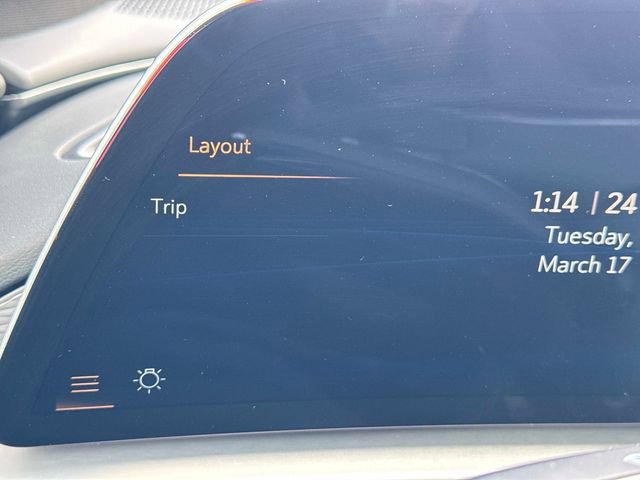 Layout
Trip
1:14 | 24
Tuesday,
March 17